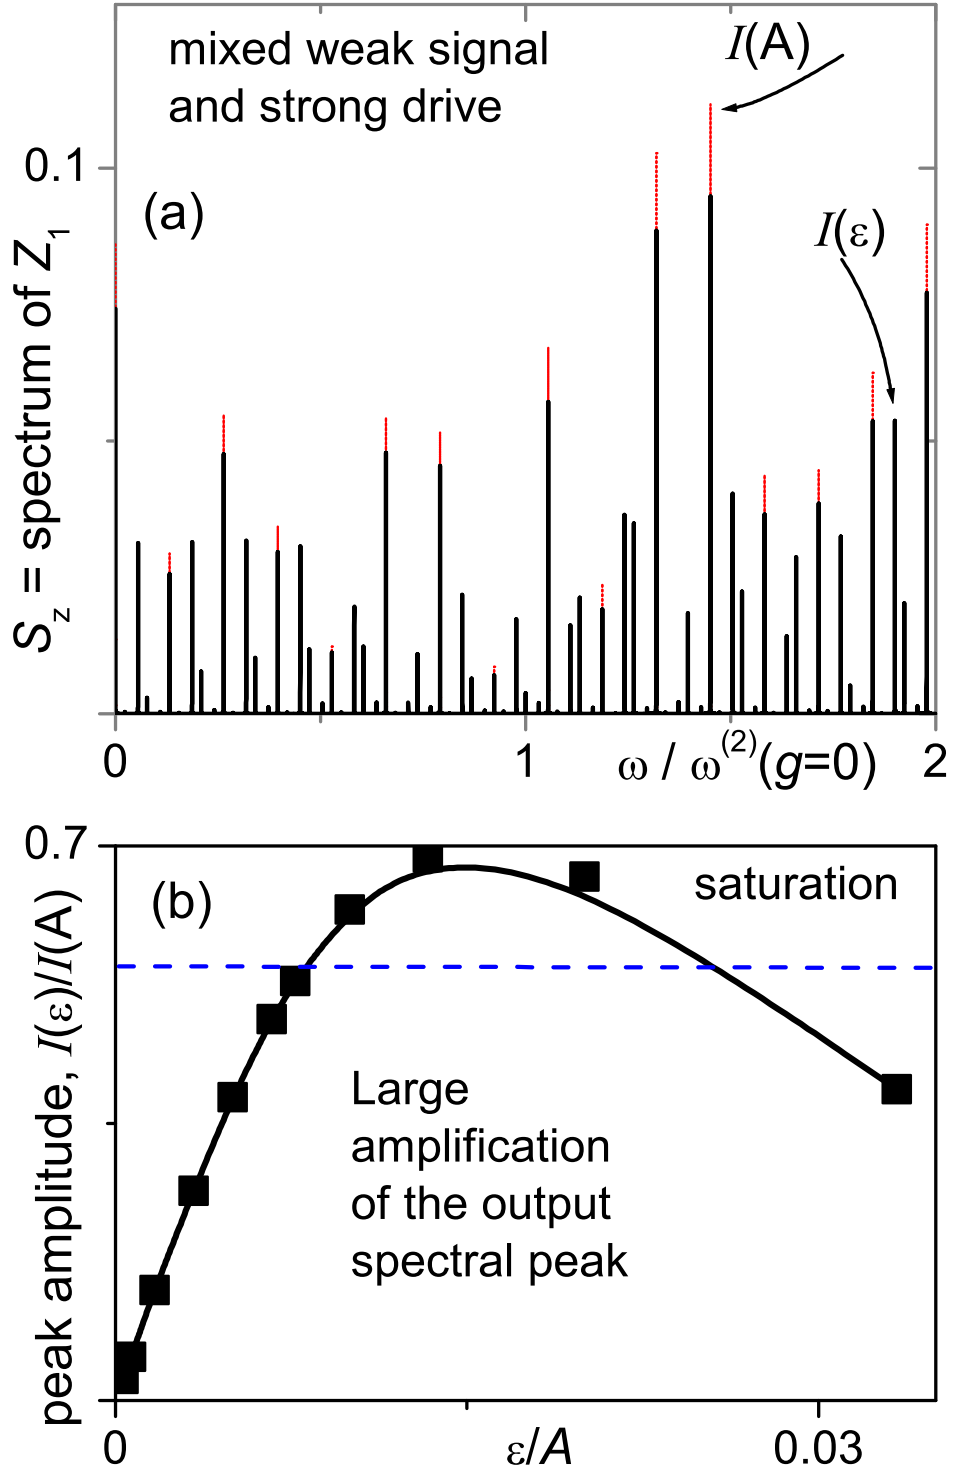 mixed weak signal
and strong drive
I(A)
0.1
(a)
I(ε)
S_z = spectrum of Z_1
0
1
ω / ω^(2)(g=0)
2
0.7
(b)
saturation
peak amplitude, I(ε)/I(A)
Large
amplification
of the output
spectral peak
0
ε/A
0.03